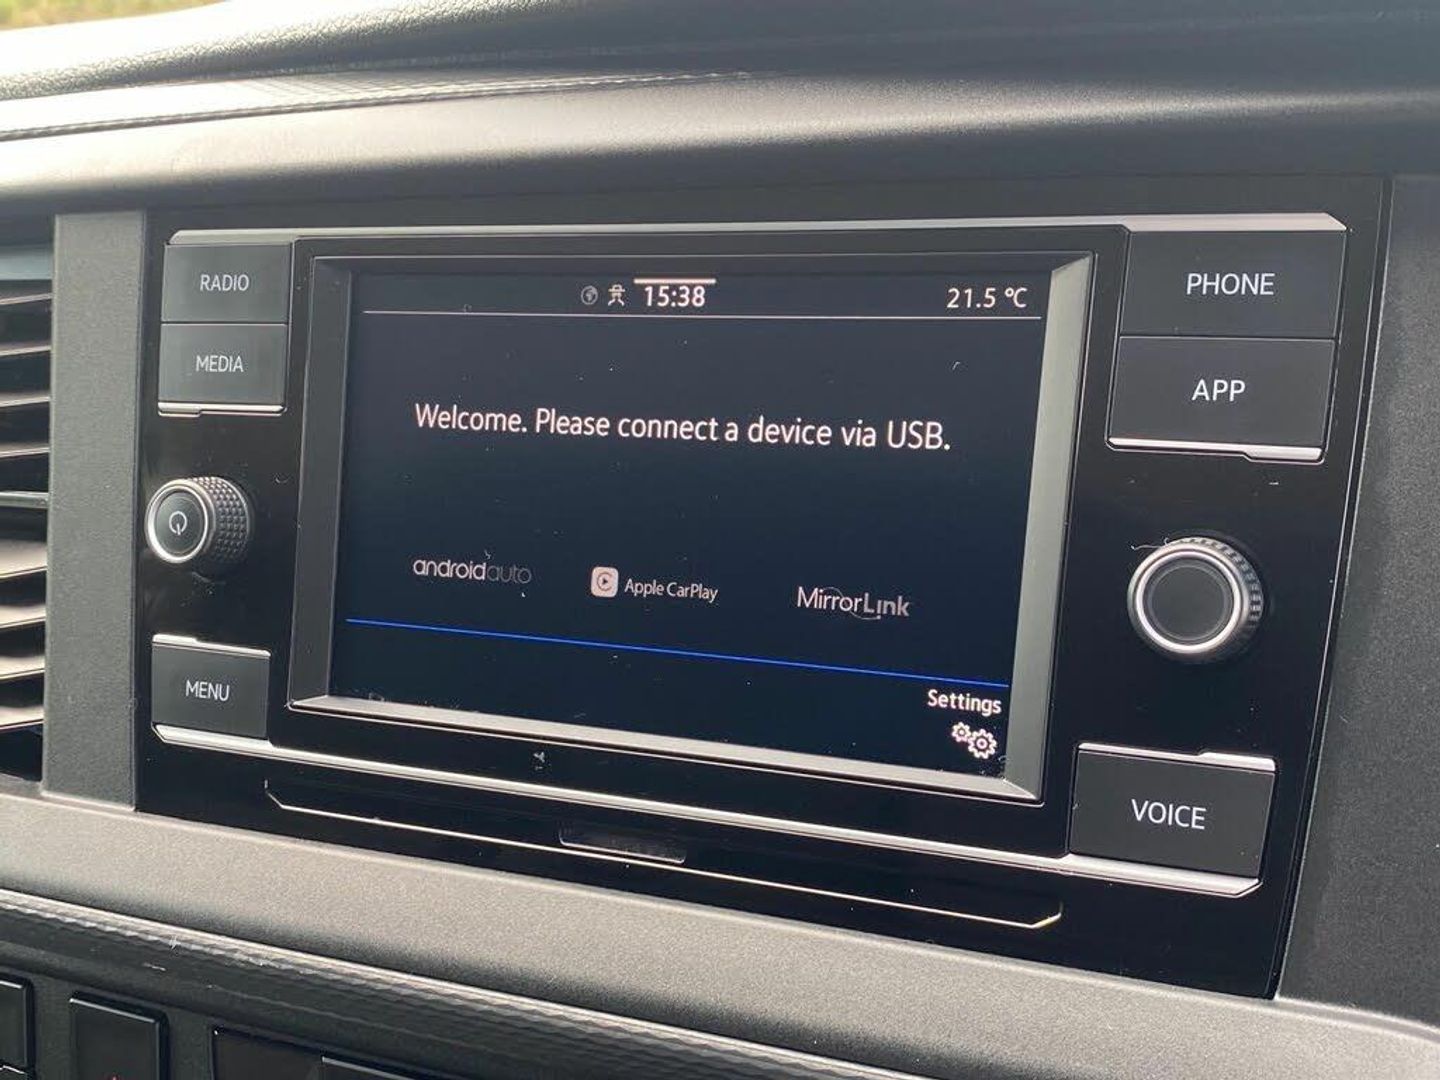 RADIO
MEDIA
MENU
15:38
21.5 °C
Welcome. Please connect a device via USB.
androidauto
Apple CarPlay
MirrorLink
Settings
PHONE
APP
VOICE